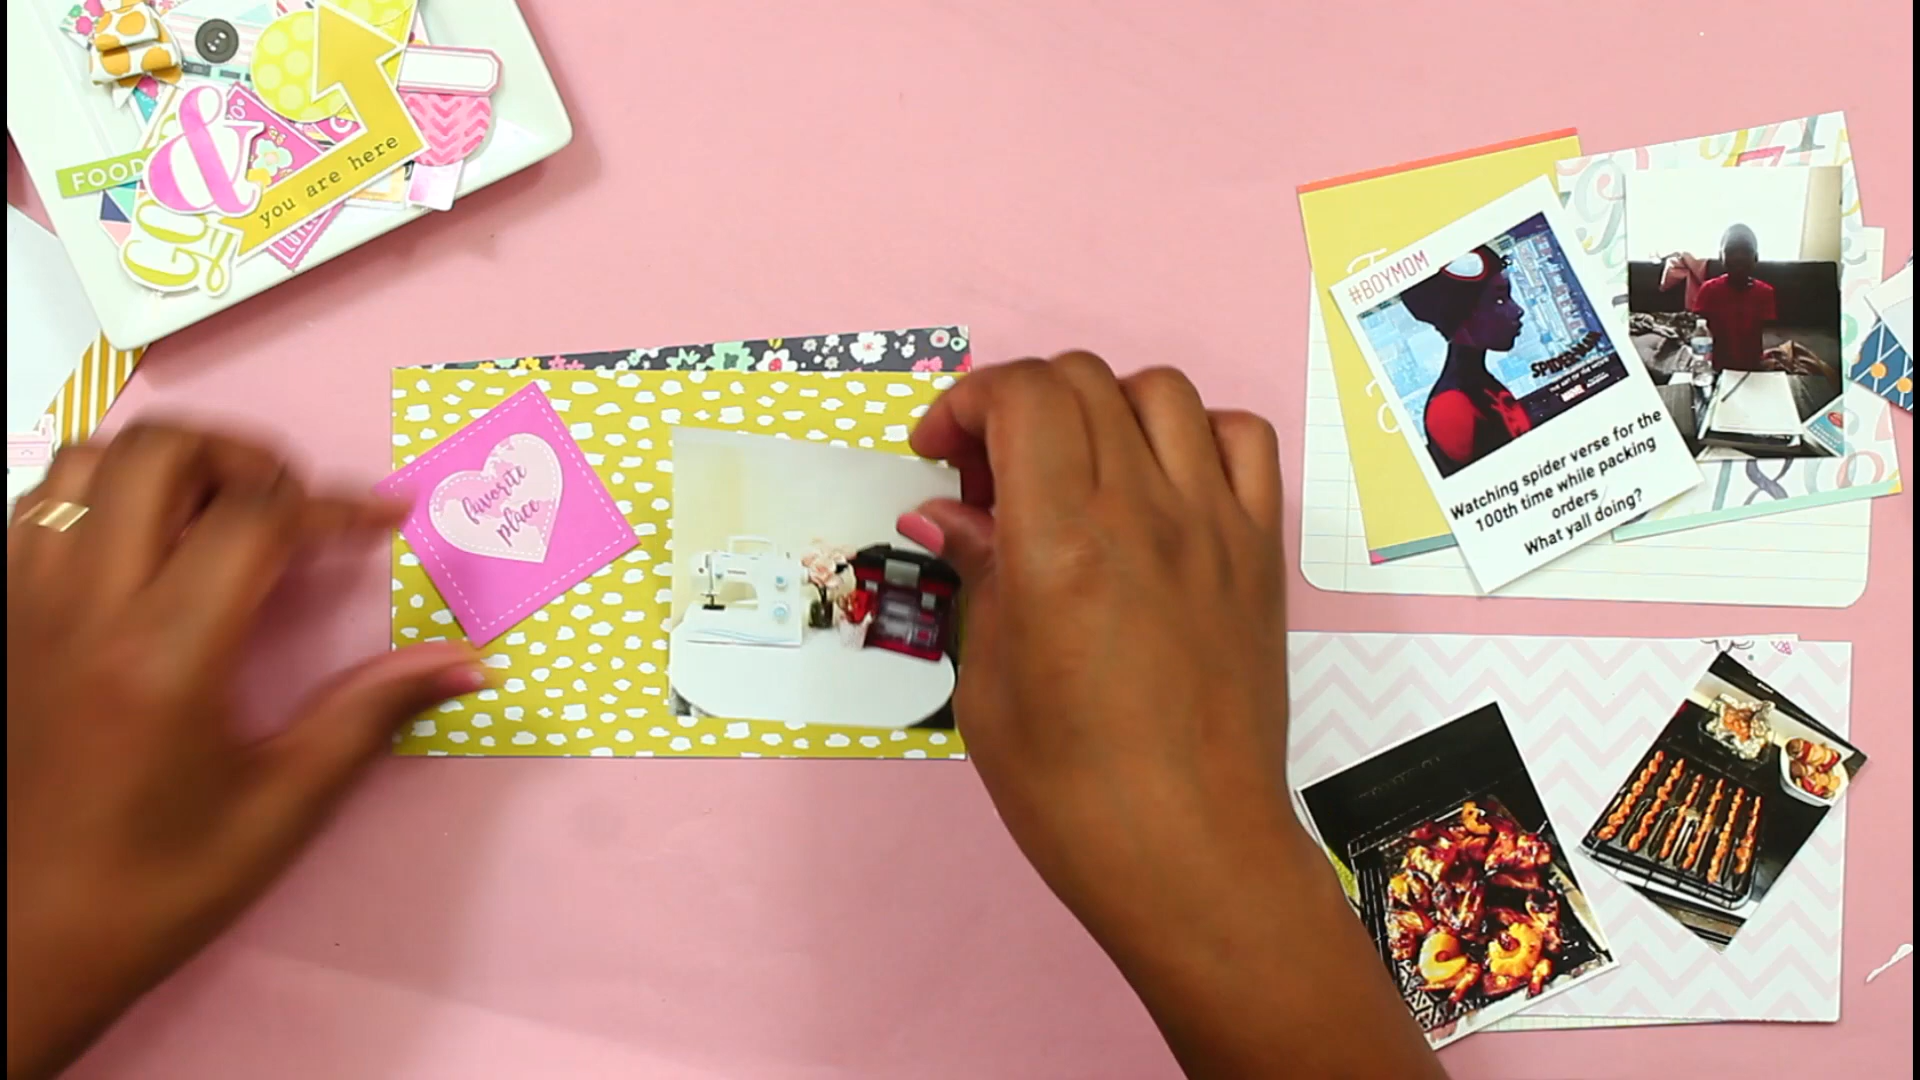 FOOD
&
GO
you are here
favorite
place
#BOYMOM
SPIDER-MAN
Watching spider verse for the
100th time while packing
orders
What yall doing?